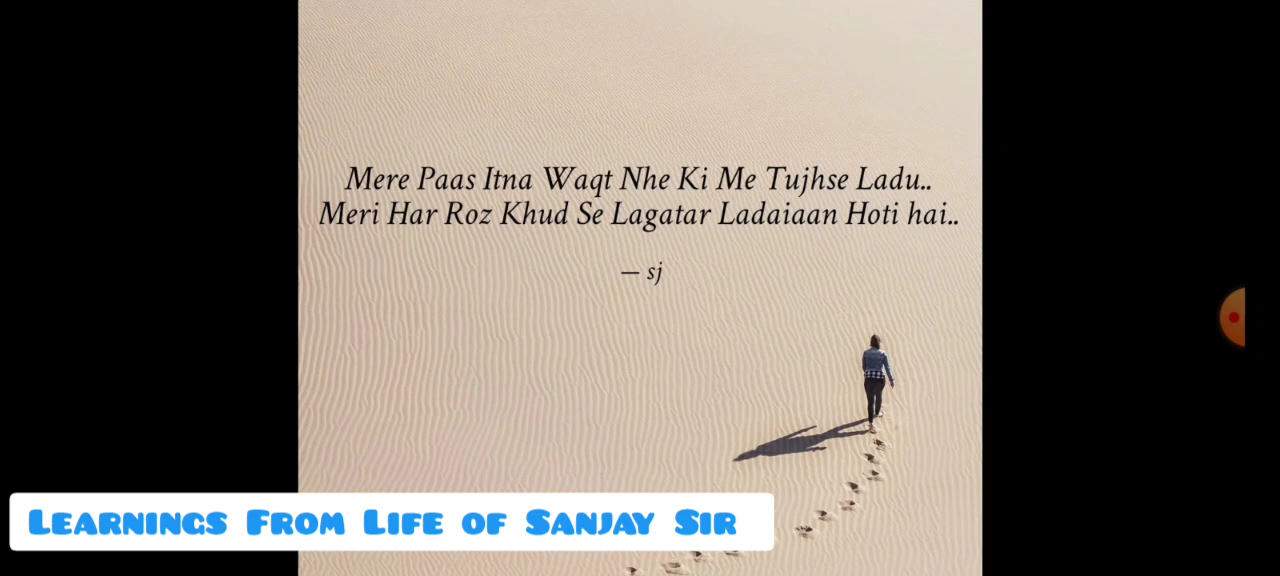 Mere Paas Itna Waqt Nhe Ki Me Tujhse Ladu..
Meri Har Roz Khud Se Lagatar Ladaiaan Hoti hai..
— sj
Learnings From Life of Sanjay Sir